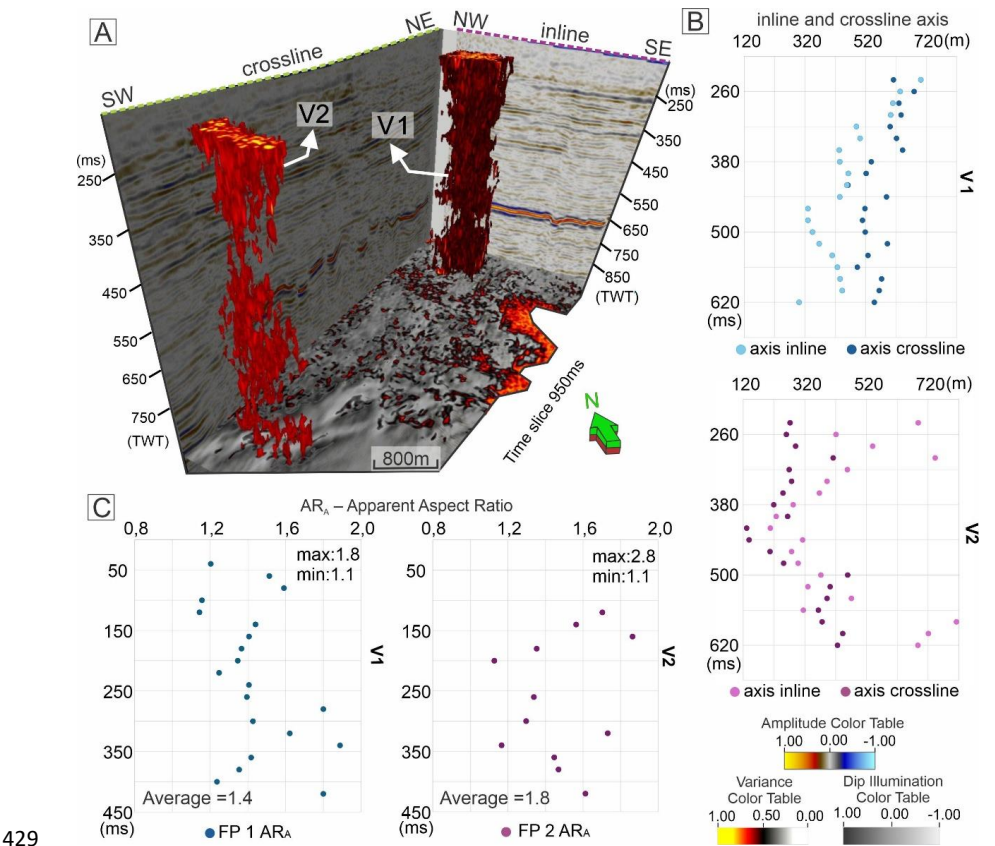 A
SW
crossline
NE
NW
inline
SE
V2
V1
(ms)
250
350
450
550
650
750
(TWT)
(ms)
250
350
450
550
650
750
850
(TWT)
Time slice 950ms
N
800m
B
inline and crossline axis
120 320 520 720(m)
260
380
500
620
(ms)
V1
axis inline axis crossline
120 320 520 720(m)
260
380
500
620
(ms)
V2
axis inline axis crossline
C
ARA – Apparent Aspect Ratio
0,8 1,2 1,6 2,0
max:1.8
min:1.1
50
150
250
350
450
(ms)
V1
Average =1.4
FP 1 ARA
0,8 1,2 1,6 2,0
max:2.8
min:1.1
50
150
250
350
450
(ms)
V2
Average =1.8
FP 2 ARA
Amplitude Color Table
1.00 0.00 -1.00
Variance
Color Table
1.00 0.50 0.00
Dip Illumination
Color Table
1.00 0.00 -1.00
429